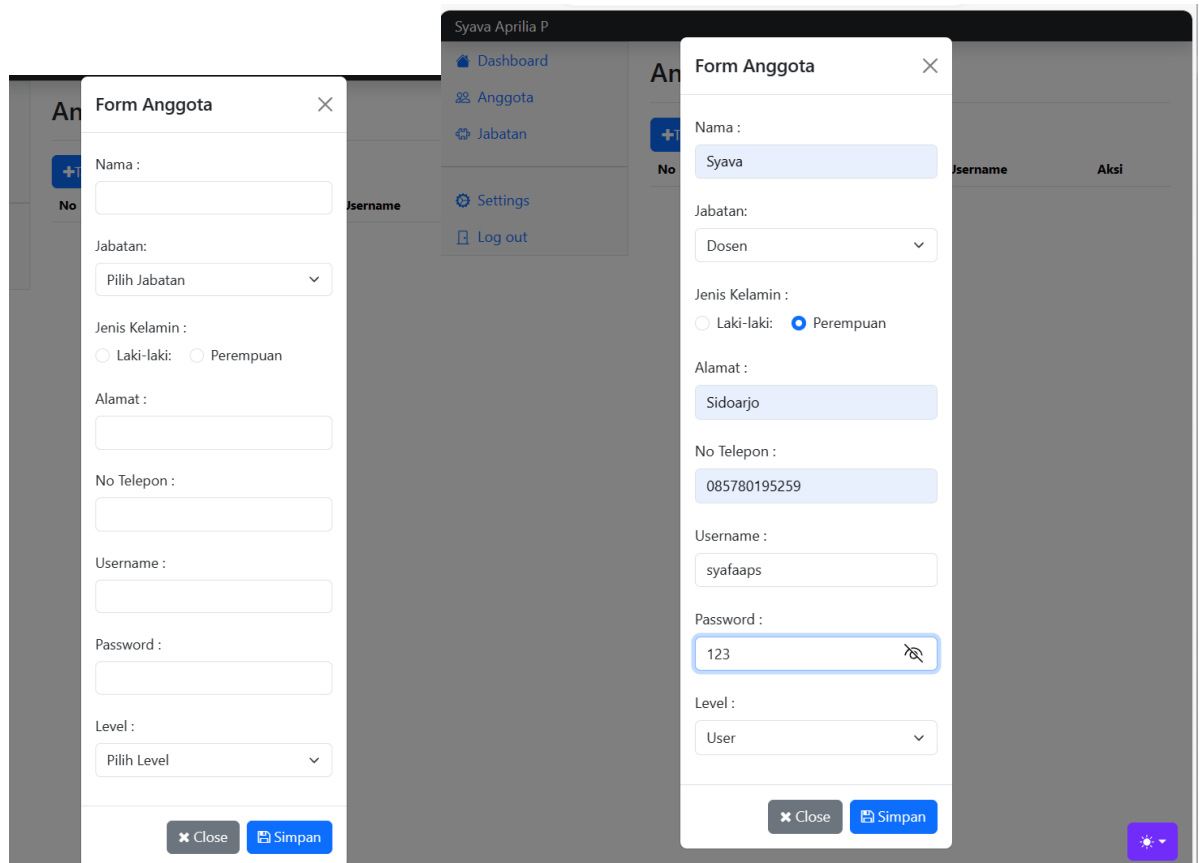 Form Anggota
An
Nama :
+T
No
Username
Jabatan:
Pilih Jabatan
Jenis Kelamin :
Laki-laki: Perempuan
Alamat :
No Telepon :
Username :
Password :
Level :
Pilih Level
Close Simpan
Syava Aprilia P
Dashboard
Anggota
Jabatan
Settings
Log out
An
+T
No
Username Aksi
Form Anggota
Nama :
Syava
Jabatan:
Dosen
Jenis Kelamin :
Laki-laki: Perempuan
Alamat :
Sidoarjo
No Telepon :
085780195259
Username :
syafaaps
Password :
123
Level :
User
Close Simpan